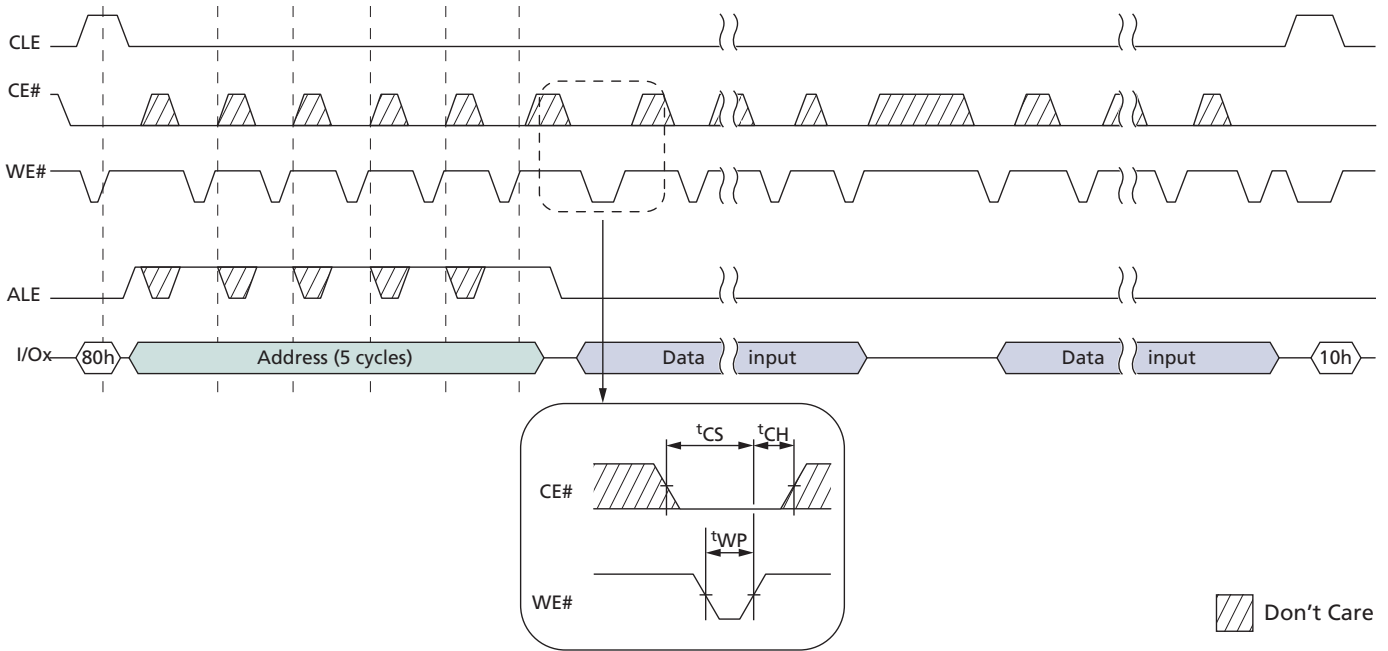 CLE
CE#
WE#
ALE
I/Ox
80h
Address (5 cycles)
Data input
Data input
10h
tCS
tCH
CE#
tWP
WE#
Don't Care